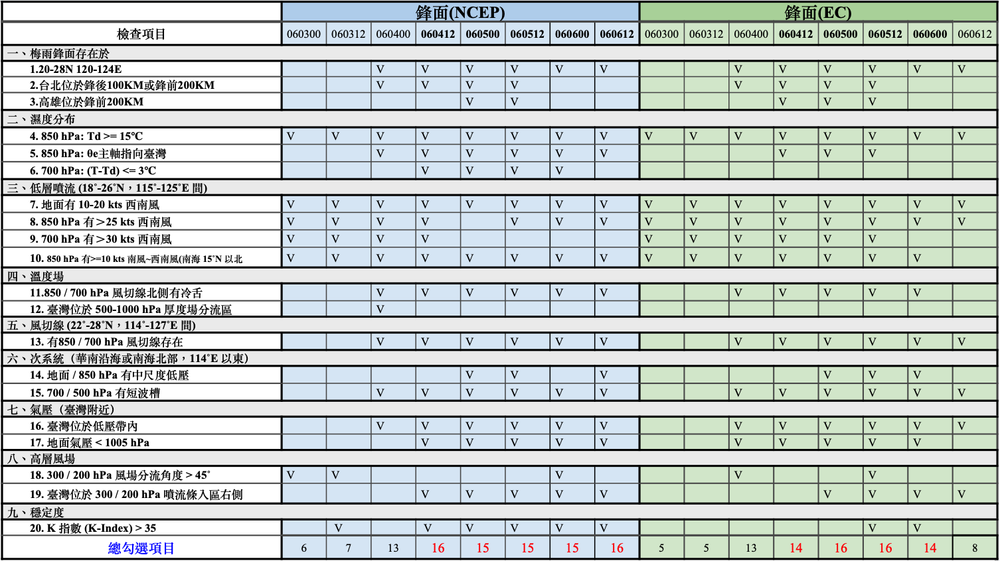 鋒面(NCEP) 鋒面(EC)
檢查項目 060300 060312 060400 060412 060500 060512 060600 060612 060300 060312 060400 060412 060500 060512 060600 060612
一、梅雨鋒面存在於
1.20-28N 120-124E V V V V V V V V V V V V
2.台北位於鋒後100KM或鋒前200KM V V V V V V V V
3.高雄位於鋒前200KM V V V V V
二、濕度分布
4. 850 hPa: Td >= 15℃ V V V V V V V V V V V V V V V V
5. 850 hPa: θe主軸指向臺灣 V V V V V V V V V
6. 700 hPa: (T-Td) <= 3℃ V V V V
三、低層噴流 (18˚-26˚N，115˚-125˚E 間)
7. 地面有 10-20 kts 西南風 V V V V V V V V V V V V V V V V
8. 850 hPa 有＞25 kts 西南風 V V V V V V V V V V V V V V V
9. 700 hPa 有＞30 kts 西南風 V V V V V V V V V V
10. 850 hPa 有>=10 kts 南風~西南風(南海 15˚N 以北 V V V V V V V V V V V V V V V
四、溫度場
11.850 / 700 hPa 風切線北側有冷舌 V V V V V V V V V V V
12. 臺灣位於 500-1000 hPa 厚度場分流區 V
五、風切線 (22˚-28˚N，114˚-127˚E 間)
13. 有850 / 700 hPa 風切線存在 V V V V V V V V V V V V
六、次系統（華南沿海或南海北部，114˚E 以東）
14. 地面 / 850 hPa 有中尺度低壓 V V V V V V
15. 700 / 500 hPa 有短波槽 V V V V V V V V V V V V
七、氣壓（臺灣附近）
16. 臺灣位於低壓帶內 V V V V V V V V V V V V
17. 地面氣壓 < 1005 hPa V V V V V V V V V V
八、高層風場
18. 300 / 200 hPa 風場分流角度 > 45˚ V V V V V
19. 臺灣位於 300 / 200 hPa 噴流條入區右側 V V V V V V V V V
九、穩定度
20. K 指數 (K-Index) > 35 V V V V V V V V
總勾選項目 6 7 13 16 15 15 15 16 5 5 13 14 16 16 14 8